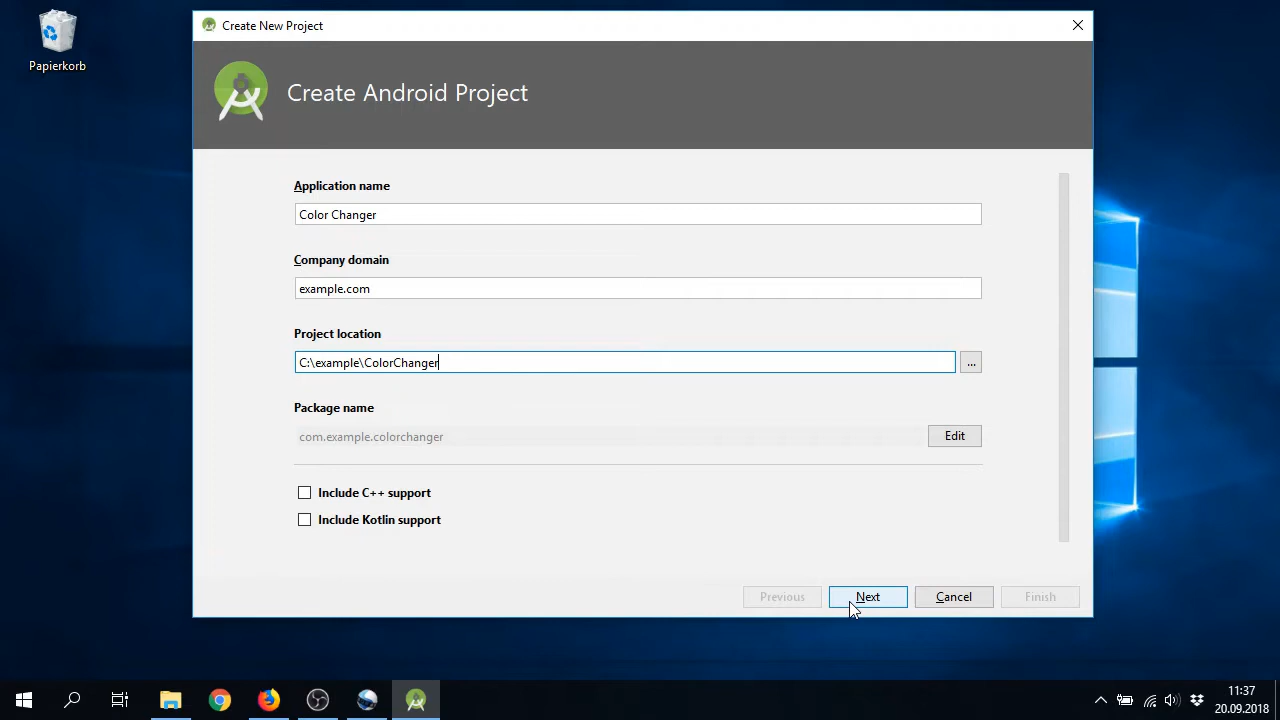 Papierkorb
Create New Project
Create Android Project
Application name
Color Changer
Company domain
example.com
Project location
C:\example\ColorChanger
...
Package name
com.example.colorchanger
Edit
Include C++ support
Include Kotlin support
Previous
Next
Cancel
Finish
11:37
20.09.2018